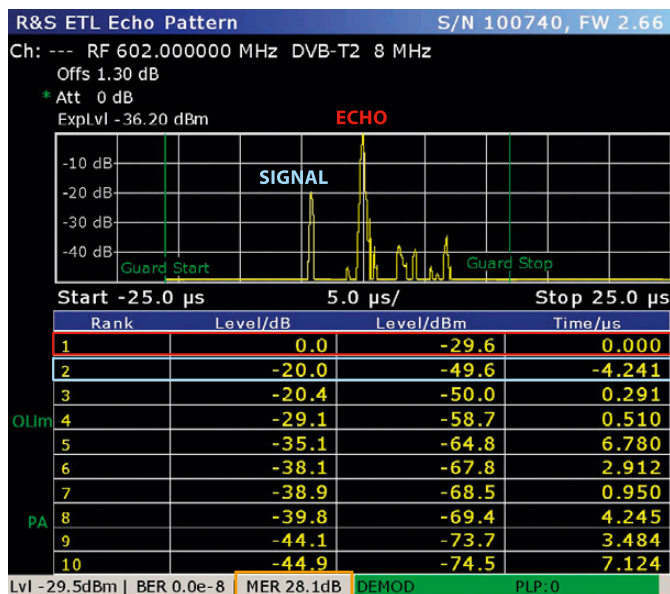 R&S ETL Echo Pattern S/N 100740, FW 2.66
Ch: --- RF 602.000000 MHz DVB-T2 8 MHz
Offs 1.30 dB
* Att 0 dB
ExpLvl -36.20 dBm
ECHO
-10 dB
SIGNAL
-20 dB
-30 dB
-40 dB
Guard Start Guard Stop
Start -25.0 µs 5.0 µs/ Stop 25.0 µs
Rank Level/dB Level/dBm Time/µs
1 0.0 -29.6 0.000
2 -20.0 -49.6 -4.241
3 -20.4 -50.0 0.291
OLim 4 -29.1 -58.7 0.510
5 -35.1 -64.8 6.780
6 -38.1 -67.8 2.912
7 -38.9 -68.5 0.950
PA 8 -39.8 -69.4 4.245
9 -44.1 -73.7 3.484
10 -44.9 -74.5 7.124
Lvl -29.5dBm | BER 0.0e-8 | MER 28.1dB DEMOD PLP:0